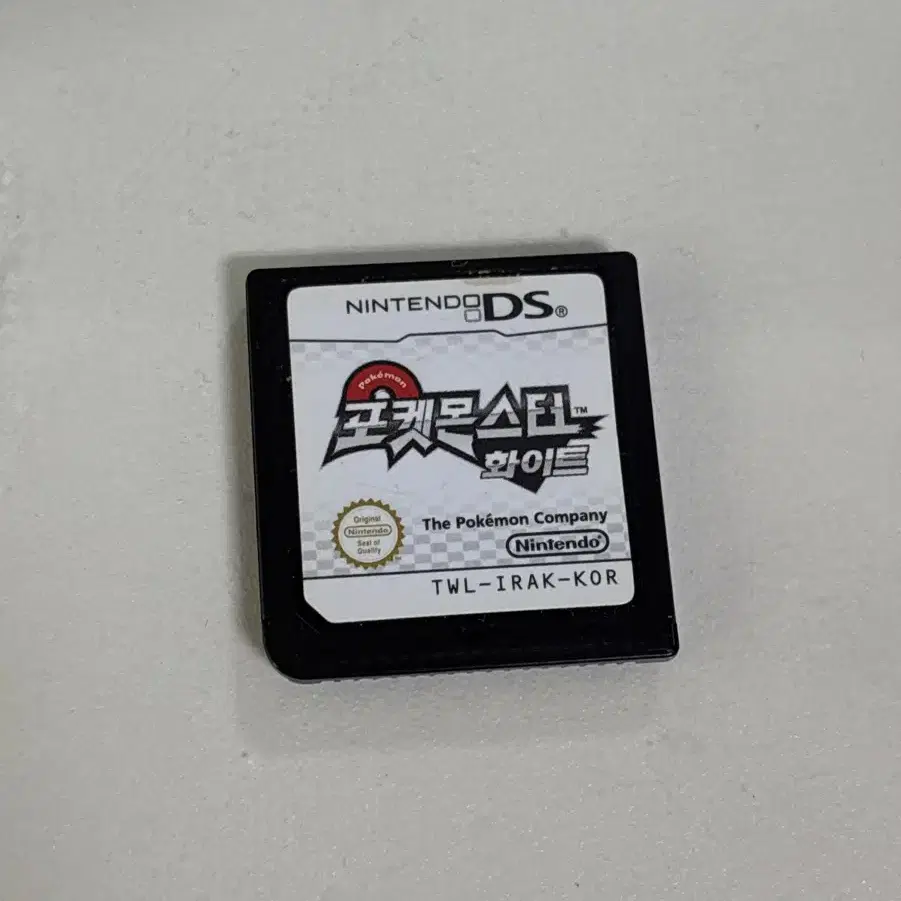 NINTENDO DS®
Pokémon
포켓몬스터™
화이트
Original
Nintendo
Seal of
Quality
The Pokémon Company
Nintendo®
TWL-IRAK-KOR